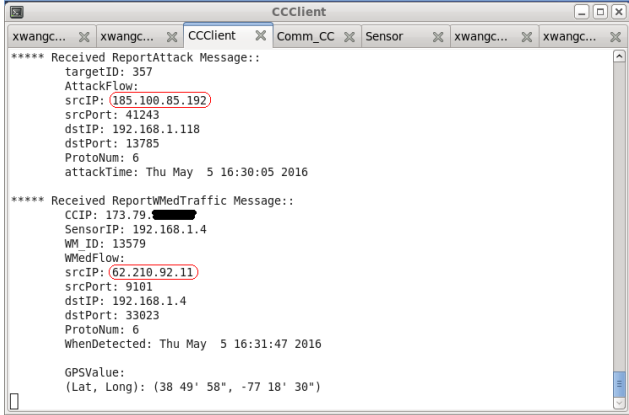 CCClient
xwangc... xwangc... CCClient Comm_CC Sensor xwangc... xwangc...
***** Received ReportAttack Message::
targetID: 357
AttackFlow:
srcIP: 185.100.85.192
srcPort: 41243
dstIP: 192.168.1.118
dstPort: 13785
ProtoNum: 6
attackTime: Thu May  5 16:30:05 2016
***** Received ReportWMedTraffic Message::
CCIP: 173.79.
SensorIP: 192.168.1.4
WM_ID: 13579
WMedFlow:
srcIP: 62.210.92.11
srcPort: 9101
dstIP: 192.168.1.4
dstPort: 33023
ProtoNum: 6
WhenDetected: Thu May  5 16:31:47 2016
GPSValue:
(Lat, Long): (38 49' 58", -77 18' 30")